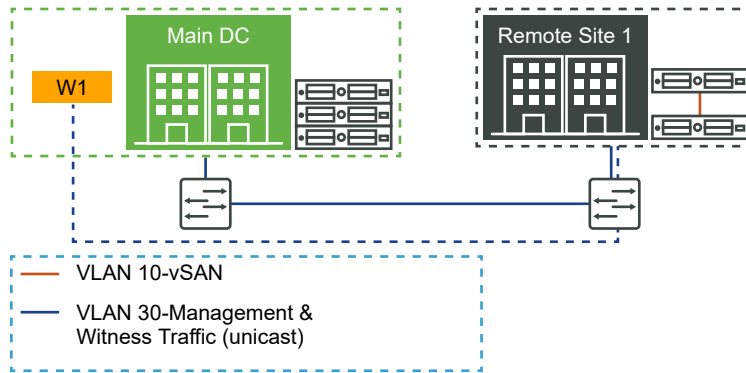 Main DC
Remote Site 1
W1
VLAN 10-vSAN
VLAN 30-Management &
Witness Traffic (unicast)